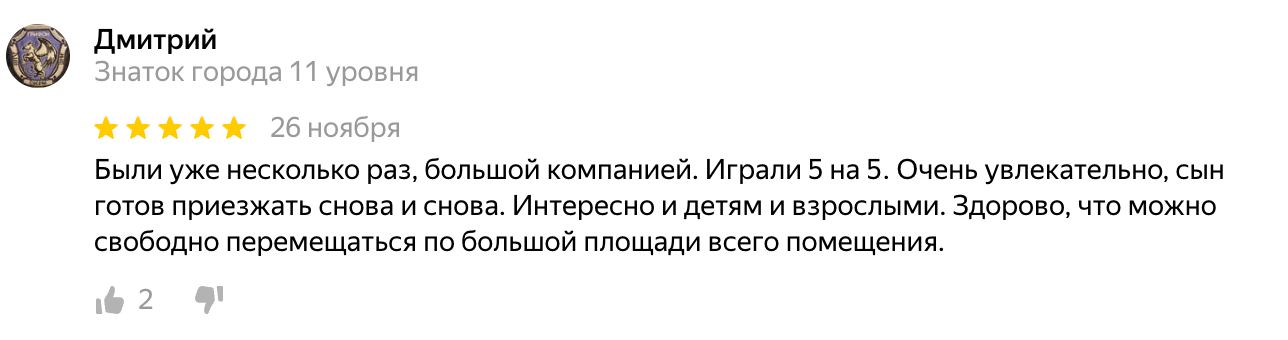 Дмитрий
Знаток города 11 уровня
26 ноября
Были уже несколько раз, большой компанией. Играли 5 на 5. Очень увлекательно, сын
готов приезжать снова и снова. Интересно и детям и взрослыми. Здорово, что можно
свободно перемещаться по большой площади всего помещения.
2